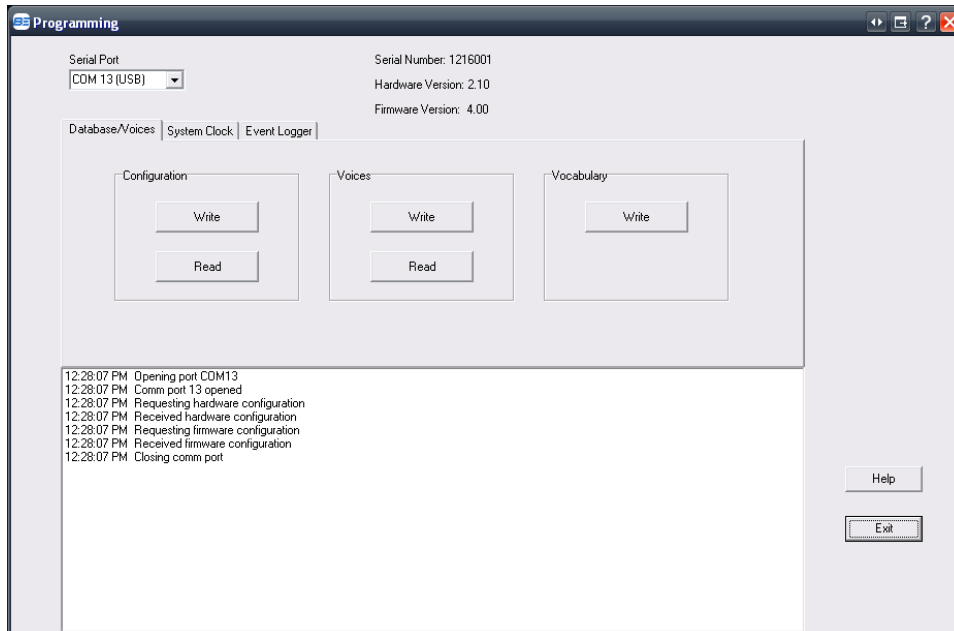 Programming
Serial Port
COM 13 (USB)
Serial Number: 1216001
Hardware Version: 2.10
Firmware Version: 4.00
Database/Voices
System Clock
Event Logger
Configuration
Write
Read
Voices
Write
Read
Vocabulary
Write
12:28:07 PM Opening port COM13
12:28:07 PM Comm port 13 opened
12:28:07 PM Requesting hardware configuration
12:28:07 PM Received hardware configuration
12:28:07 PM Requesting firmware configuration
12:28:07 PM Received firmware configuration
12:28:07 PM Closing comm port
Help
Exit